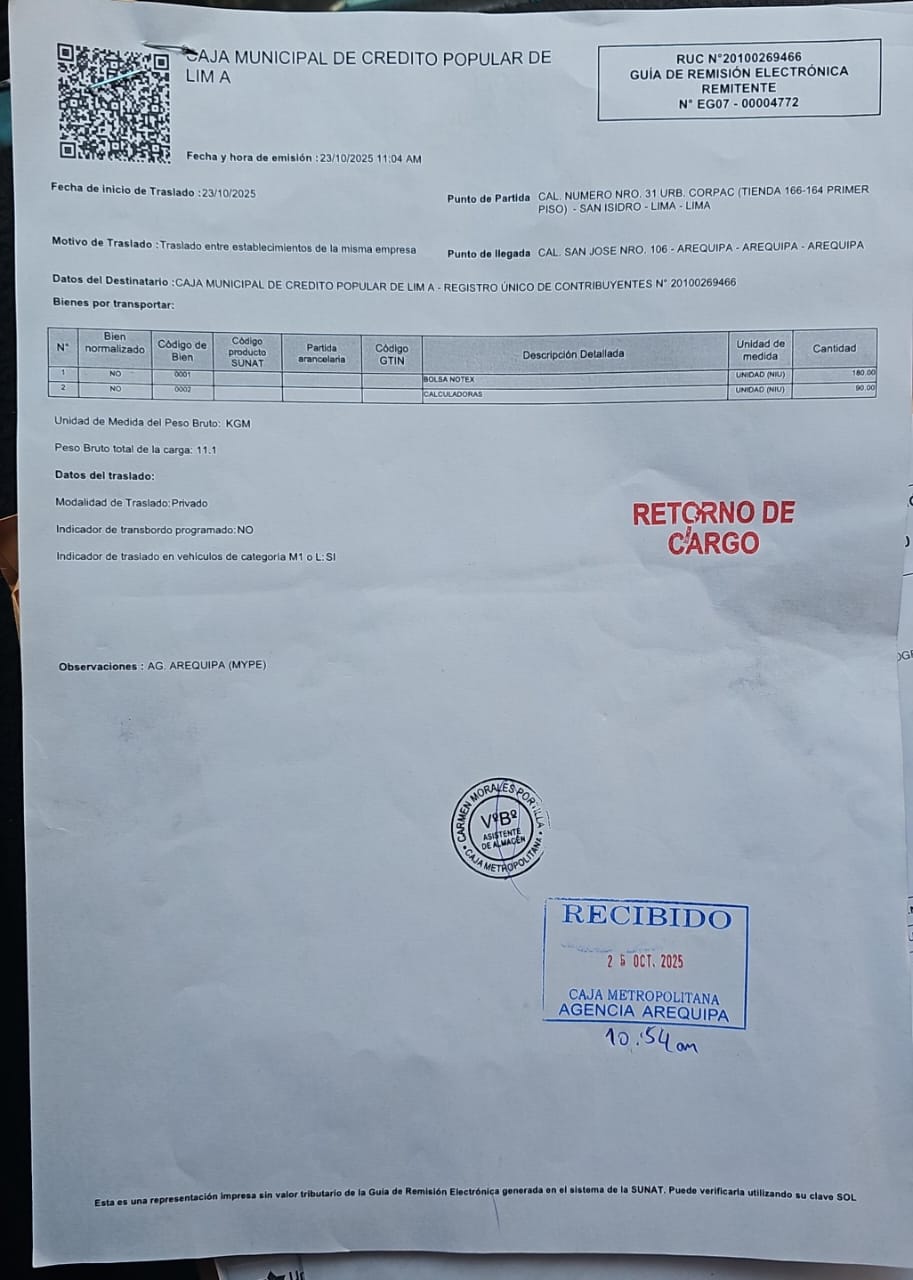 CAJA MUNICIPAL DE CREDITO POPULAR DE
LIM A
RUC N°20100269466
GUÍA DE REMISIÓN ELECTRÓNICA
REMITENTE
N° EG07 - 00004772
Fecha y hora de emisión :23/10/2025 11:04 AM
Fecha de inicio de Traslado :23/10/2025
Punto de Partida CAL. NUMERO NRO. 31 URB. CORPAC (TIENDA 166-164 PRIMER
PISO) - SAN ISIDRO - LIMA - LIMA
Motivo de Traslado :Traslado entre establecimientos de la misma empresa
Punto de llegada CAL. SAN JOSE NRO. 106 - AREQUIPA - AREQUIPA - AREQUIPA
Datos del Destinatario :CAJA MUNICIPAL DE CREDITO POPULAR DE LIM A - REGISTRO ÚNICO DE CONTRIBUYENTES N° 20100269466
Bienes por transportar:
N° Bien normalizado Código de Bien Código producto SUNAT Partida arancelaria Código GTIN Descripción Detallada Unidad de medida Cantidad
1 NO 0001 BOLSA NOTEX UNIDAD (NIU) 180.00
2 NO 0002 CALCULADORAS UNIDAD (NIU) 90.00
Unidad de Medida del Peso Bruto: KGM
Peso Bruto total de la carga: 11.1
Datos del traslado:
Modalidad de Traslado:Privado
Indicador de transbordo programado:NO
Indicador de traslado en vehículos de categoría M1 o L:SI
RETORNO DE
CARGO
Observaciones : AG. AREQUIPA (MYPE)
CARMEN MORALES PORTILLA
VºBº
ASISTENTE
DE ALMACÉN
CAJA METROPOLITANA
RECIBIDO
OCT. 2025
CAJA METROPOLITANA
AGENCIA AREQUIPA
10:54 am
Esta es una representación impresa sin valor tributario de la Guía de Remisión Electrónica generada en el sistema de la SUNAT. Puede verificarla utilizando su clave SOL